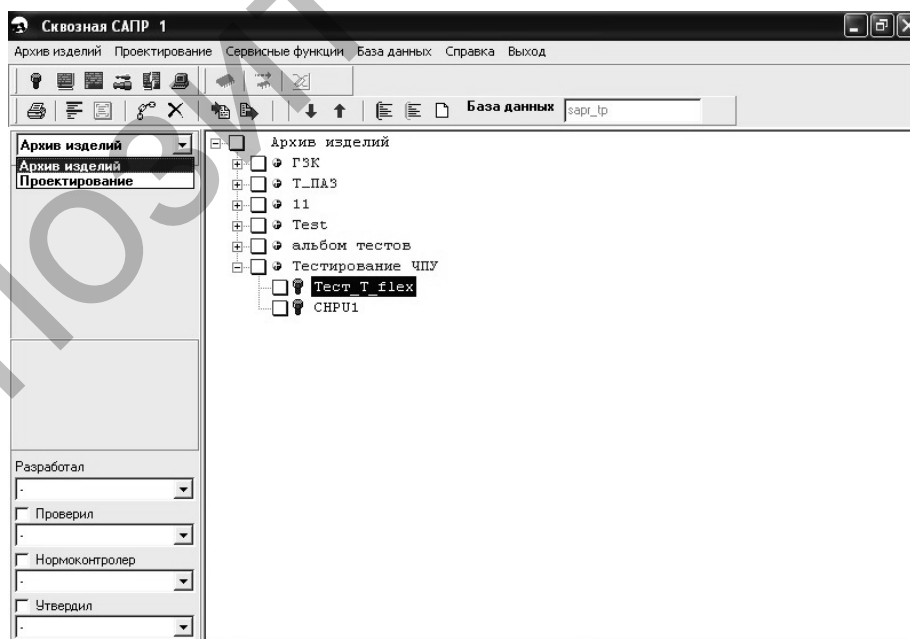 Сквозная САПР 1
Архив изделий Проектирование Сервисные функции База данных Справка Выход
База данных sapr_tp
Архив изделий
Архив изделий
Проектирование
Архив изделий
ГЗК
Т_ПАЗ
11
Test
альбом тестов
Тестирование ЧПУ
Тест_T_flex
CHPU1
Разработал
-
Проверил
-
Нормоконтролер
-
Утвердил
-
ПОЗИТ